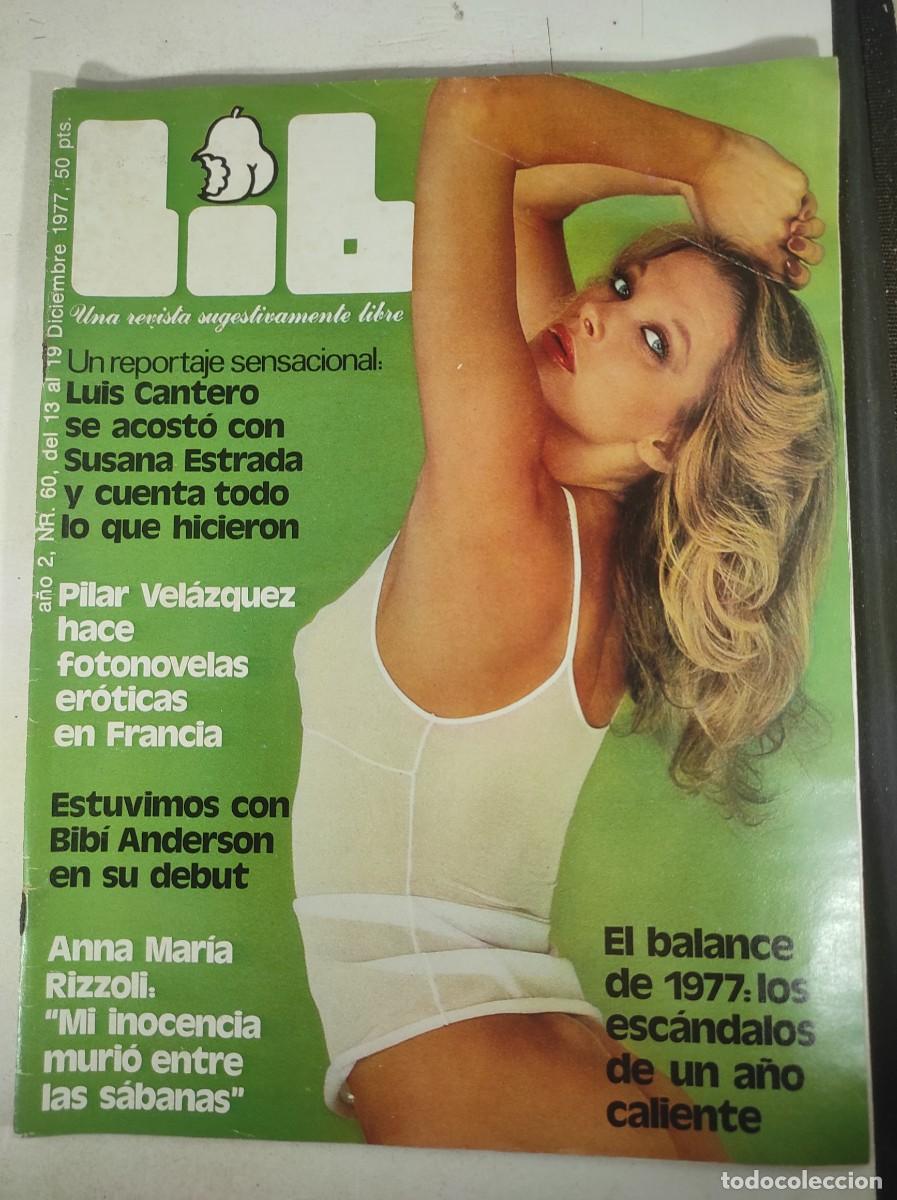 Lib
Una revista sugestivamente libre
año 2, NR. 60, del 13 al 19 Diciembre 1977, 50 pts.
Un reportaje sensacional:
Luis Cantero
se acostó con
Susana Estrada
y cuenta todo
lo que hicieron
Pilar Velázquez
hace
fotonovelas
eróticas
en Francia
Estuvimos con
Bibí Anderson
en su debut
Anna María
Rizzoli:
"Mi inocencia
murió entre
las sábanas"
El balance
de 1977: los
escándalos
de un año
caliente
todocoleccion